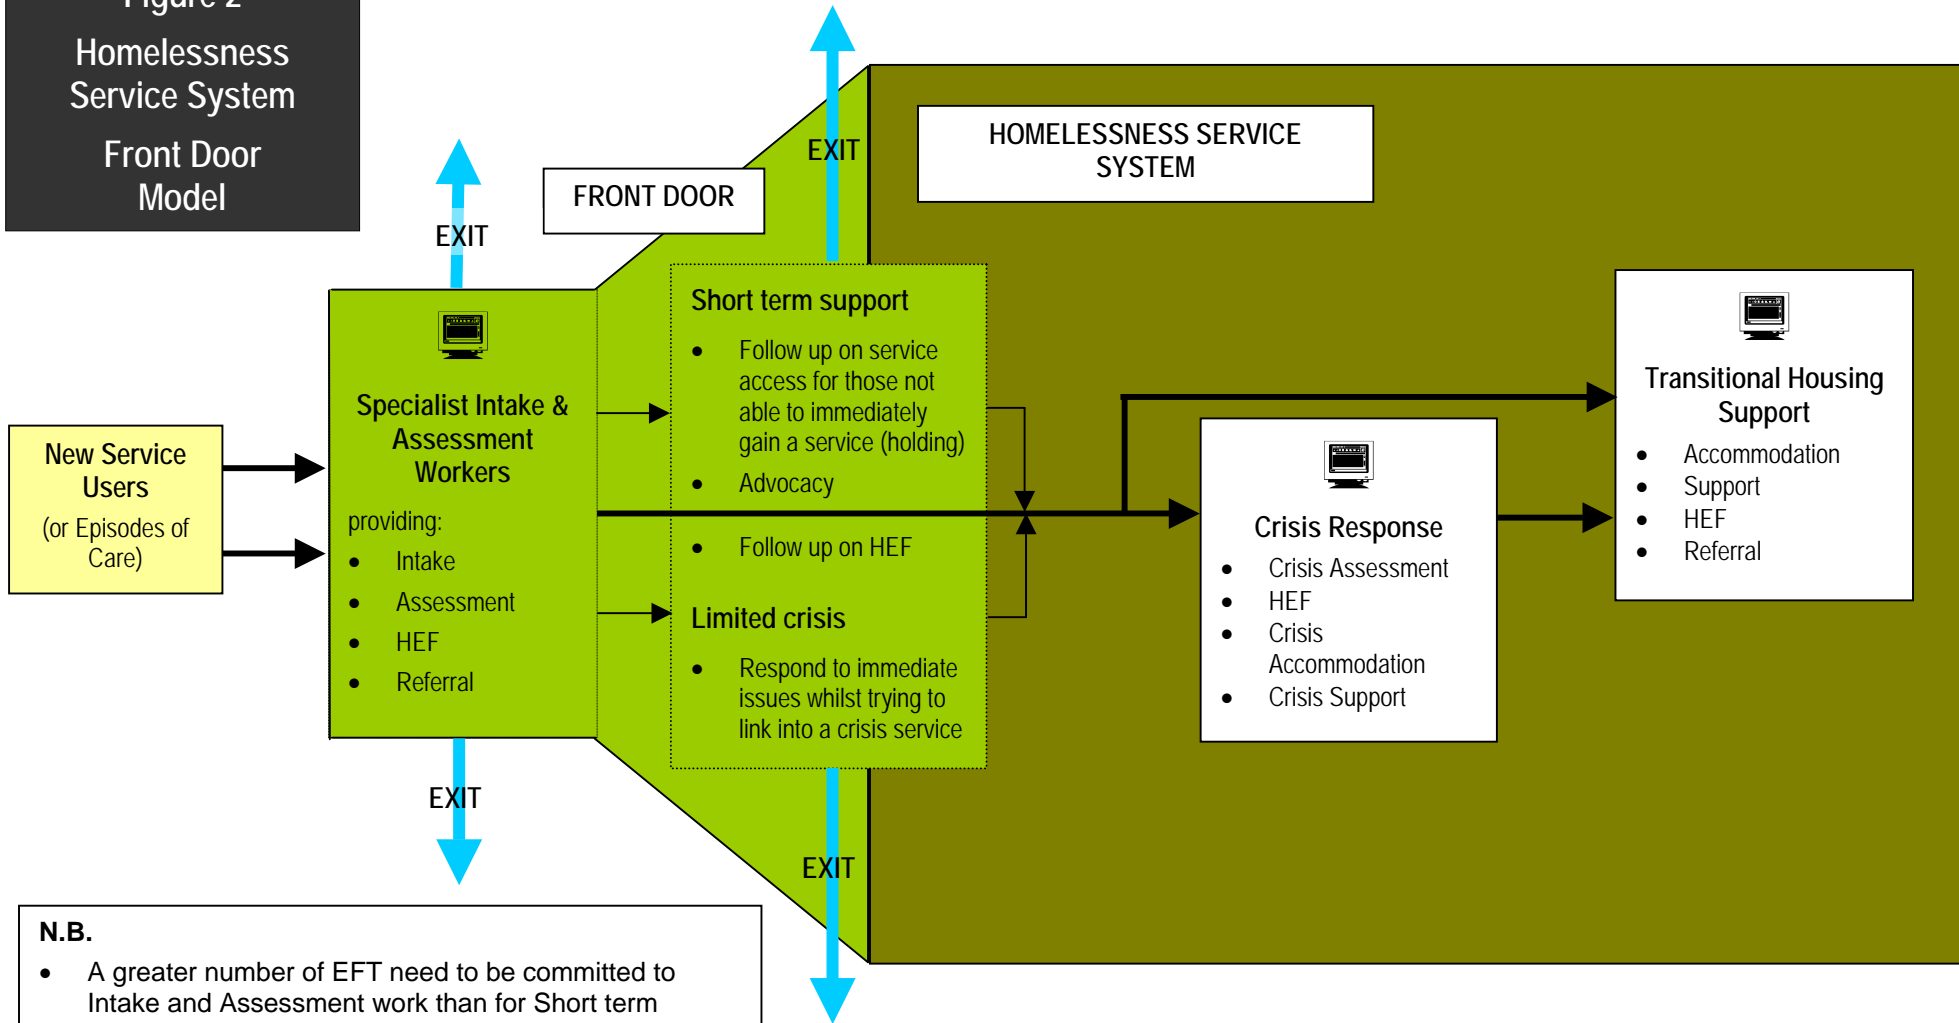 Figure 2
Homelessness
Service System
Front Door
Model
EXIT
EXIT
FRONT DOOR
HOMELESSNESS SERVICE
SYSTEM
New Service
Users
(or Episodes of
Care)
Specialist Intake &
Assessment
Workers
providing:
• Intake
• Assessment
• HEF
• Referral
Short term support
• Follow up on service
access for those not
able to immediately
gain a service (holding)
• Advocacy
• Follow up on HEF
Limited crisis
• Respond to immediate
issues whilst trying to
link into a crisis service
Crisis Response
• Crisis Assessment
• HEF
• Crisis
Accommodation
• Crisis Support
Transitional Housing
Support
• Accommodation
• Support
• HEF
• Referral
EXIT
EXIT
N.B.
• A greater number of EFT need to be committed to
Intake and Assessment work than for Short term